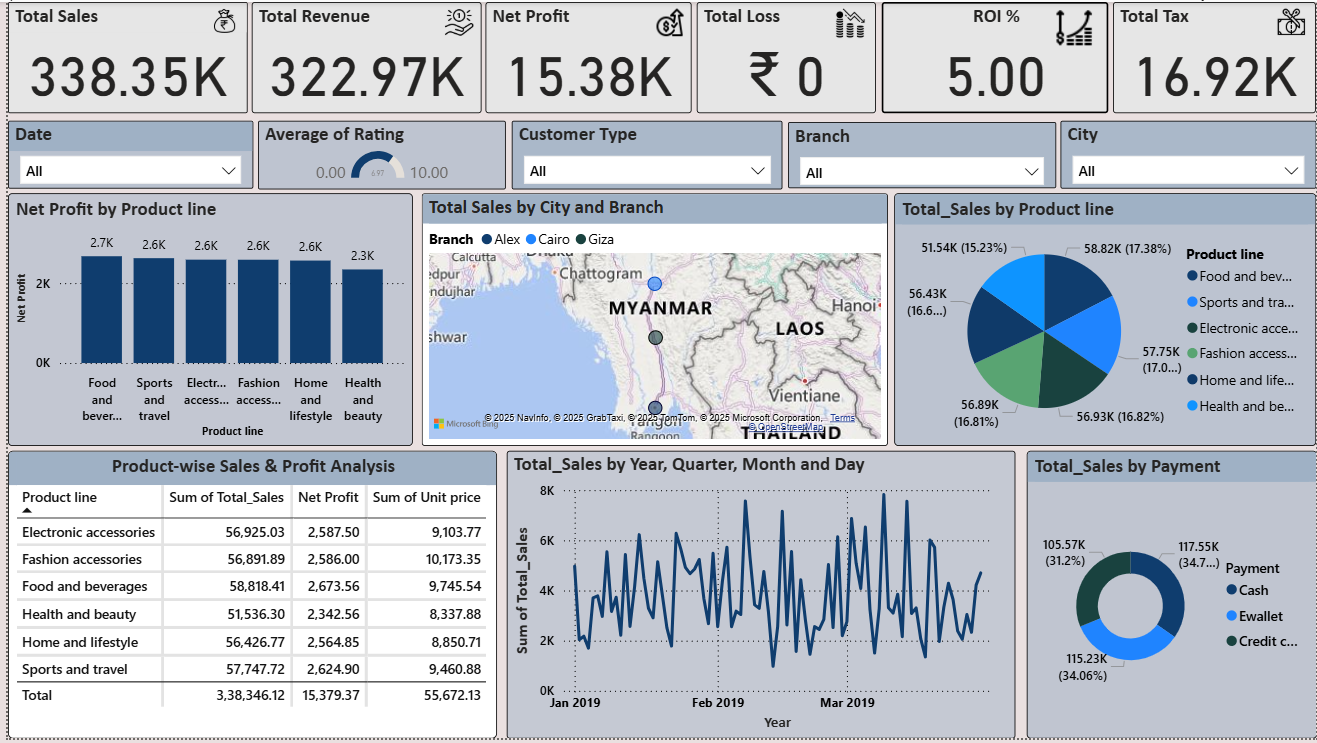 Total Sales
338.35K
Total Revenue
322.97K
Net Profit
15.38K
Total Loss
₹ 0
ROI %
5.00
Total Tax
16.92K
Date
All
Average of Rating
0.00
6.97
10.00
Customer Type
All
Branch
All
City
All
Net Profit by Product line
Net Profit
2K
0K
2.7K
2.6K
2.6K
2.6K
2.6K
2.3K
Food
and
bever...
Sports
and
travel
Electr...
access...
Fashion
access...
Home
and
lifestyle
Health
and
beauty
Product line
Total Sales by City and Branch
Branch
Alex
Cairo
Giza
Calcutta
Dhaka
Chattogram
edpur
ndujhar
shwar
MYANMAR
Hanoi
LAOS
Vientiane
Yangon
Rangoon
THAILAND
Microsoft Bing
© 2025 NavInfo, © 2025 GrabTaxi, © 2025 TomTom, © 2025 Microsoft Corporation, Terms
© OpenStreetMap
Total_Sales by Product line
51.54K (15.23%)
58.82K (17.38%)
56.43K
(16.6...)
57.75K
(17.0...)
56.89K
(16.81%)
56.93K (16.82%)
Product line
Food and bev...
Sports and tra...
Electronic acce...
Fashion access...
Home and life...
Health and be...
Product-wise Sales & Profit Analysis
Product line Sum of Total_Sales Net Profit Sum of Unit price
Electronic accessories 56,925.03 2,587.50 9,103.77
Fashion accessories 56,891.89 2,586.00 10,173.35
Food and beverages 58,818.41 2,673.56 9,745.54
Health and beauty 51,536.30 2,342.56 8,337.88
Home and lifestyle 56,426.77 2,564.85 8,850.71
Sports and travel 57,747.72 2,624.90 9,460.88
Total 3,38,346.12 15,379.37 55,672.13
Total_Sales by Year, Quarter, Month and Day
Sum of Total_Sales
8K
6K
4K
2K
0K
Jan 2019
Feb 2019
Mar 2019
Year
Total_Sales by Payment
105.57K
(31.2%)
117.55K
(34.7...)
115.23K
(34.06%)
Payment
Cash
Ewallet
Credit c...